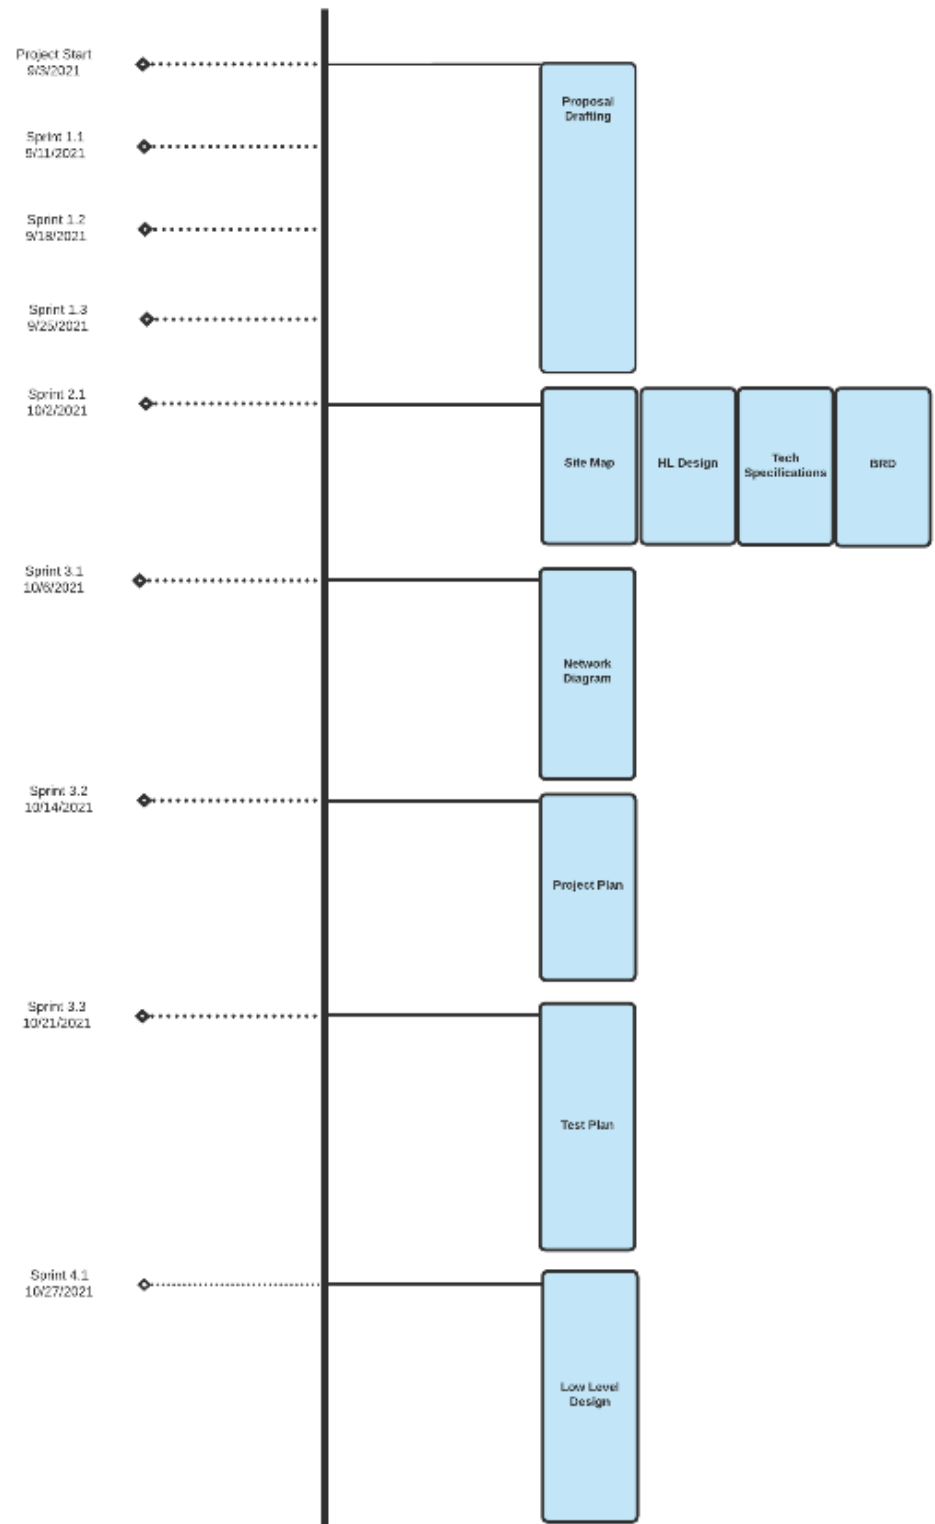 Project Start
9/3/2021
Proposal
Drafting
Sprint 1.1
9/11/2021
Sprint 1.2
9/18/2021
Sprint 1.3
9/25/2021
Sprint 2.1
10/2/2021
Site Map
HL Design
Tech
Specifications
BRD
Sprint 3.1
10/6/2021
Network
Diagram
Sprint 3.2
10/14/2021
Project Plan
Sprint 3.3
10/21/2021
Test Plan
Sprint 4.1
10/27/2021
Low Level
Design